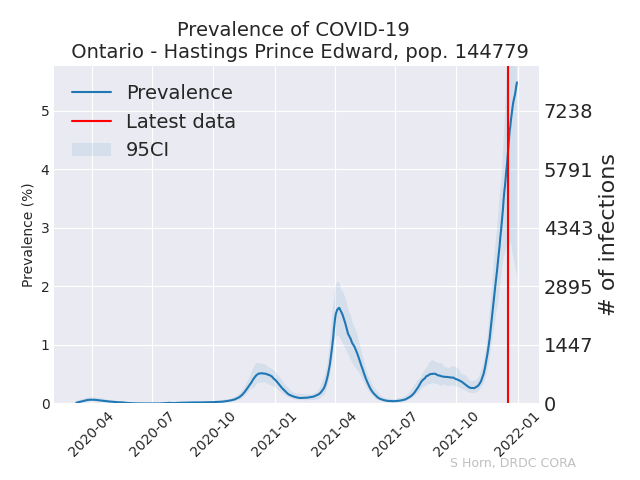 Prevalence of COVID-19
Ontario - Hastings Prince Edward, pop. 144779
Prevalence
Latest data
95CI
Prevalence (%)
5
4
3
2
1
0
7238
5791
4343
2895
1447
0
# of infections
2020-04
2020-07
2020-10
2021-01
2021-04
2021-07
2021-10
2022-01
S Horn, DRDC CORA